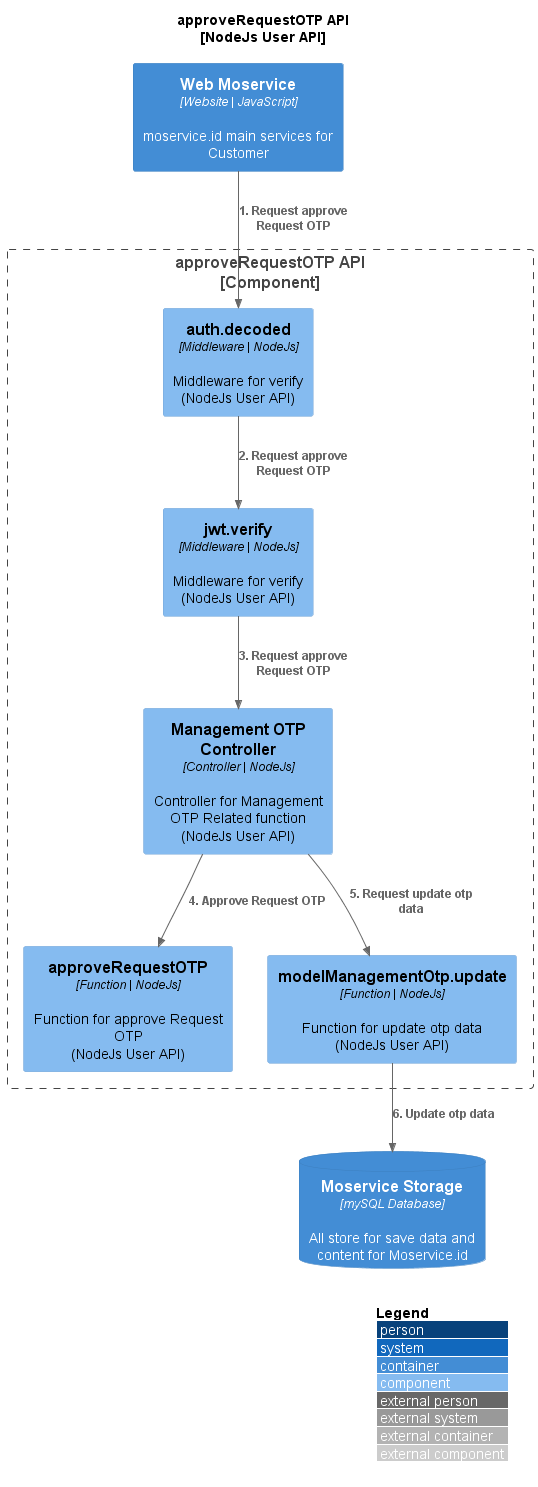 approveRequestOTP API
[NodeJs User API]
Web Moservice
[Website | JavaScript]
moservice.id main services for
Customer
1. Request approve
Request OTP
approveRequestOTP API
[Component]
auth.decoded
[Middleware | NodeJs]
Middleware for verify
(NodeJs User API)
2. Request approve
Request OTP
jwt.verify
[Middleware | NodeJs]
Middleware for verify
(NodeJs User API)
3. Request approve
Request OTP
Management OTP
Controller
[Controller | NodeJs]
Controller for Management
OTP Related function
(NodeJs User API)
4. Approve Request OTP
5. Request update otp
data
approveRequestOTP
[Function | NodeJs]
Function for approve Request
OTP
(NodeJs User API)
modelManagementOtp.update
[Function | NodeJs]
Function for update otp data
(NodeJs User API)
6. Update otp data
Moservice Storage
[mySQL Database]
All store for save data and
content for Moservice.id
Legend
person
system
container
component
external person
external system
external container
external component